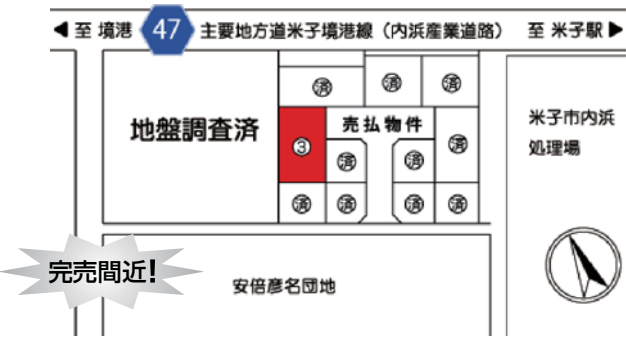 ◀至 境港 47 主要地方道米子境港線（内浜産業道路） 至 米子駅▶
済 済 済
地盤調査済
売払物件
③ 済 済 済
済 済 済 済
米子市内浜
処理場
完売間近!
安倍彦名団地